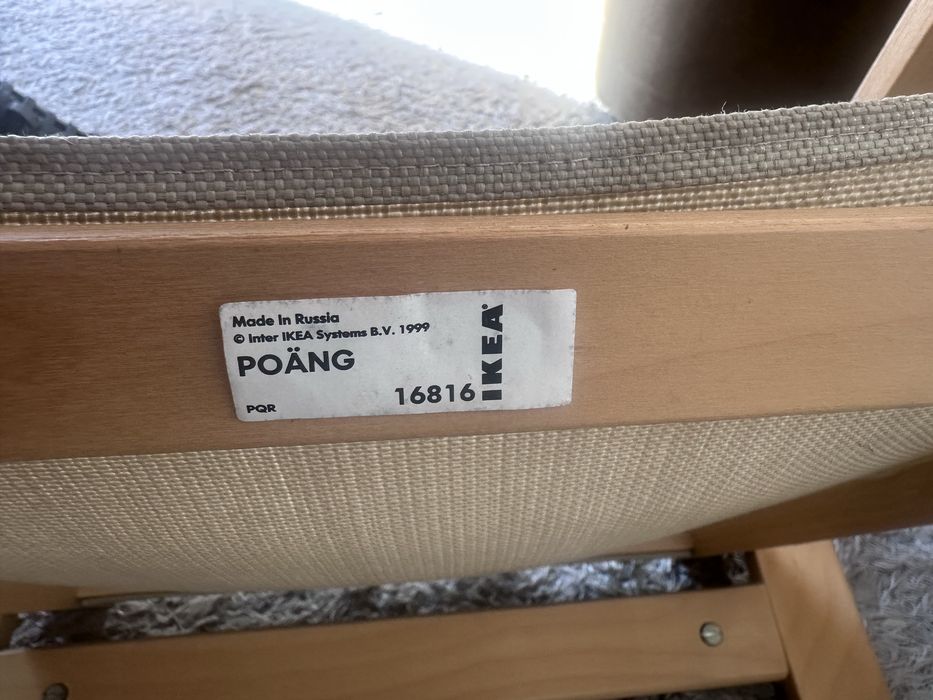 Made In Russia
© Inter IKEA Systems B.V. 1999
POÄNG
PQR
16816
IKEA®